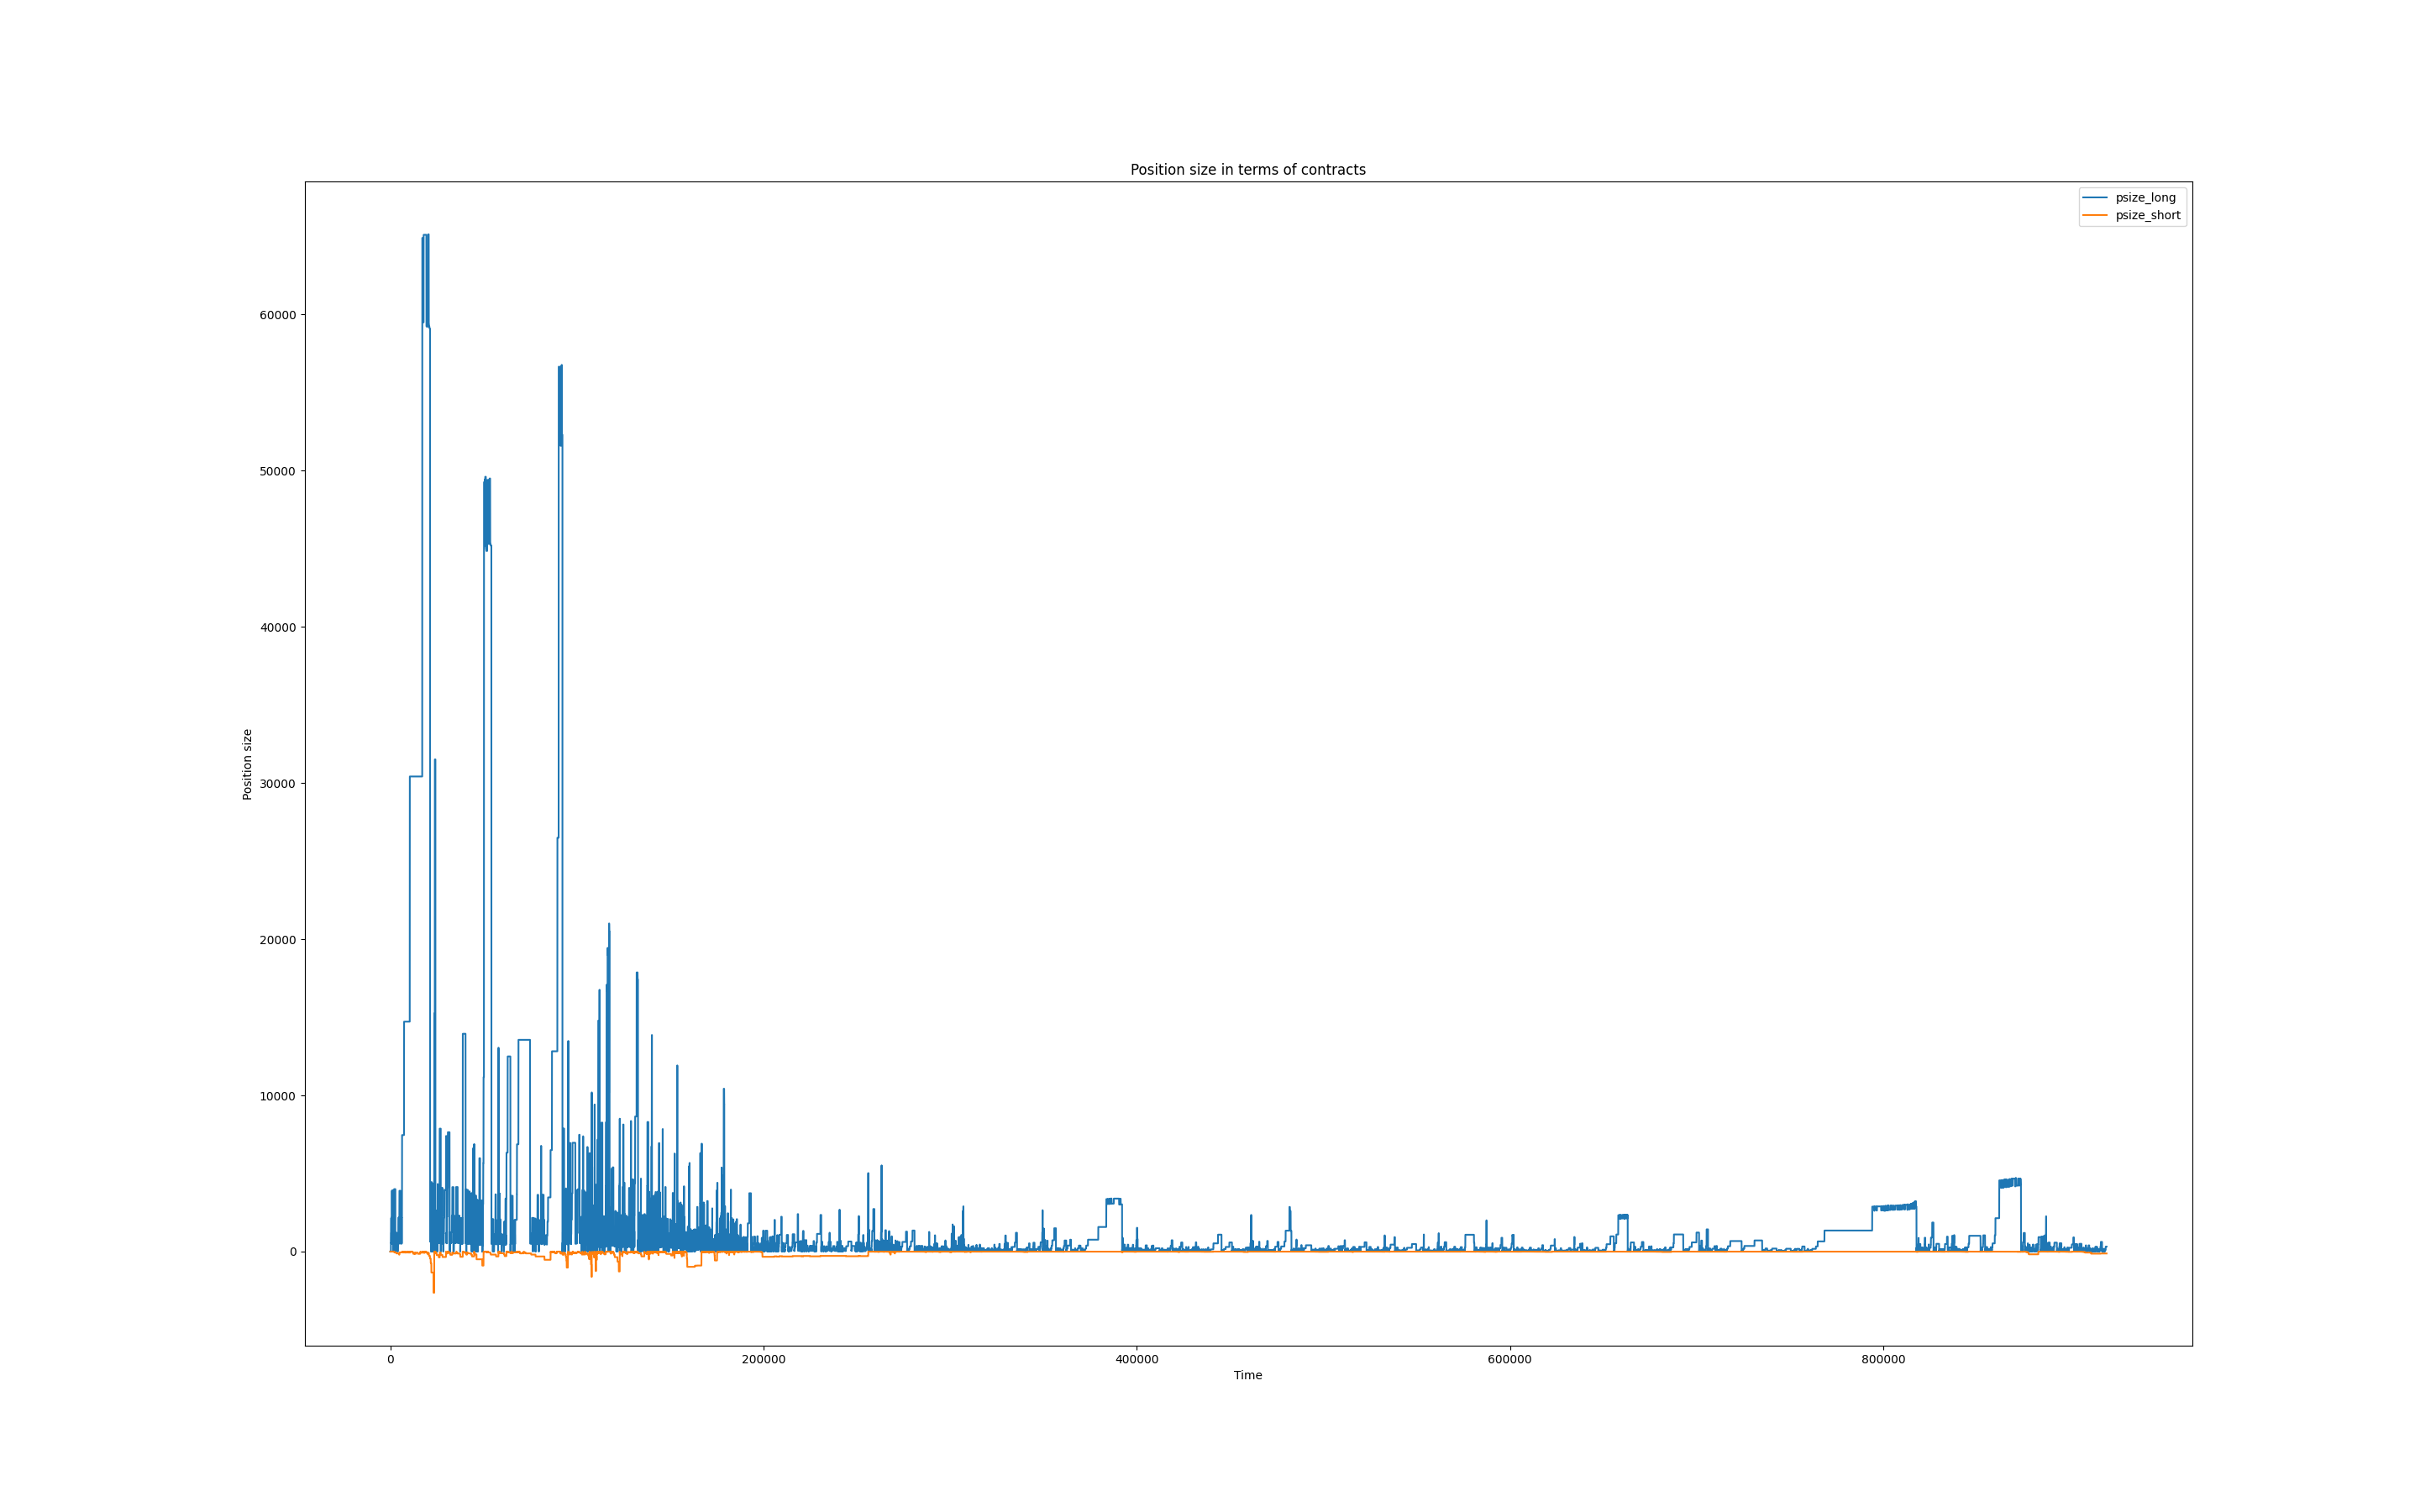 Position size in terms of contracts
psize_long
psize_short
60000
50000
40000
30000
20000
10000
0
Position size
0
200000
400000
600000
800000
Time